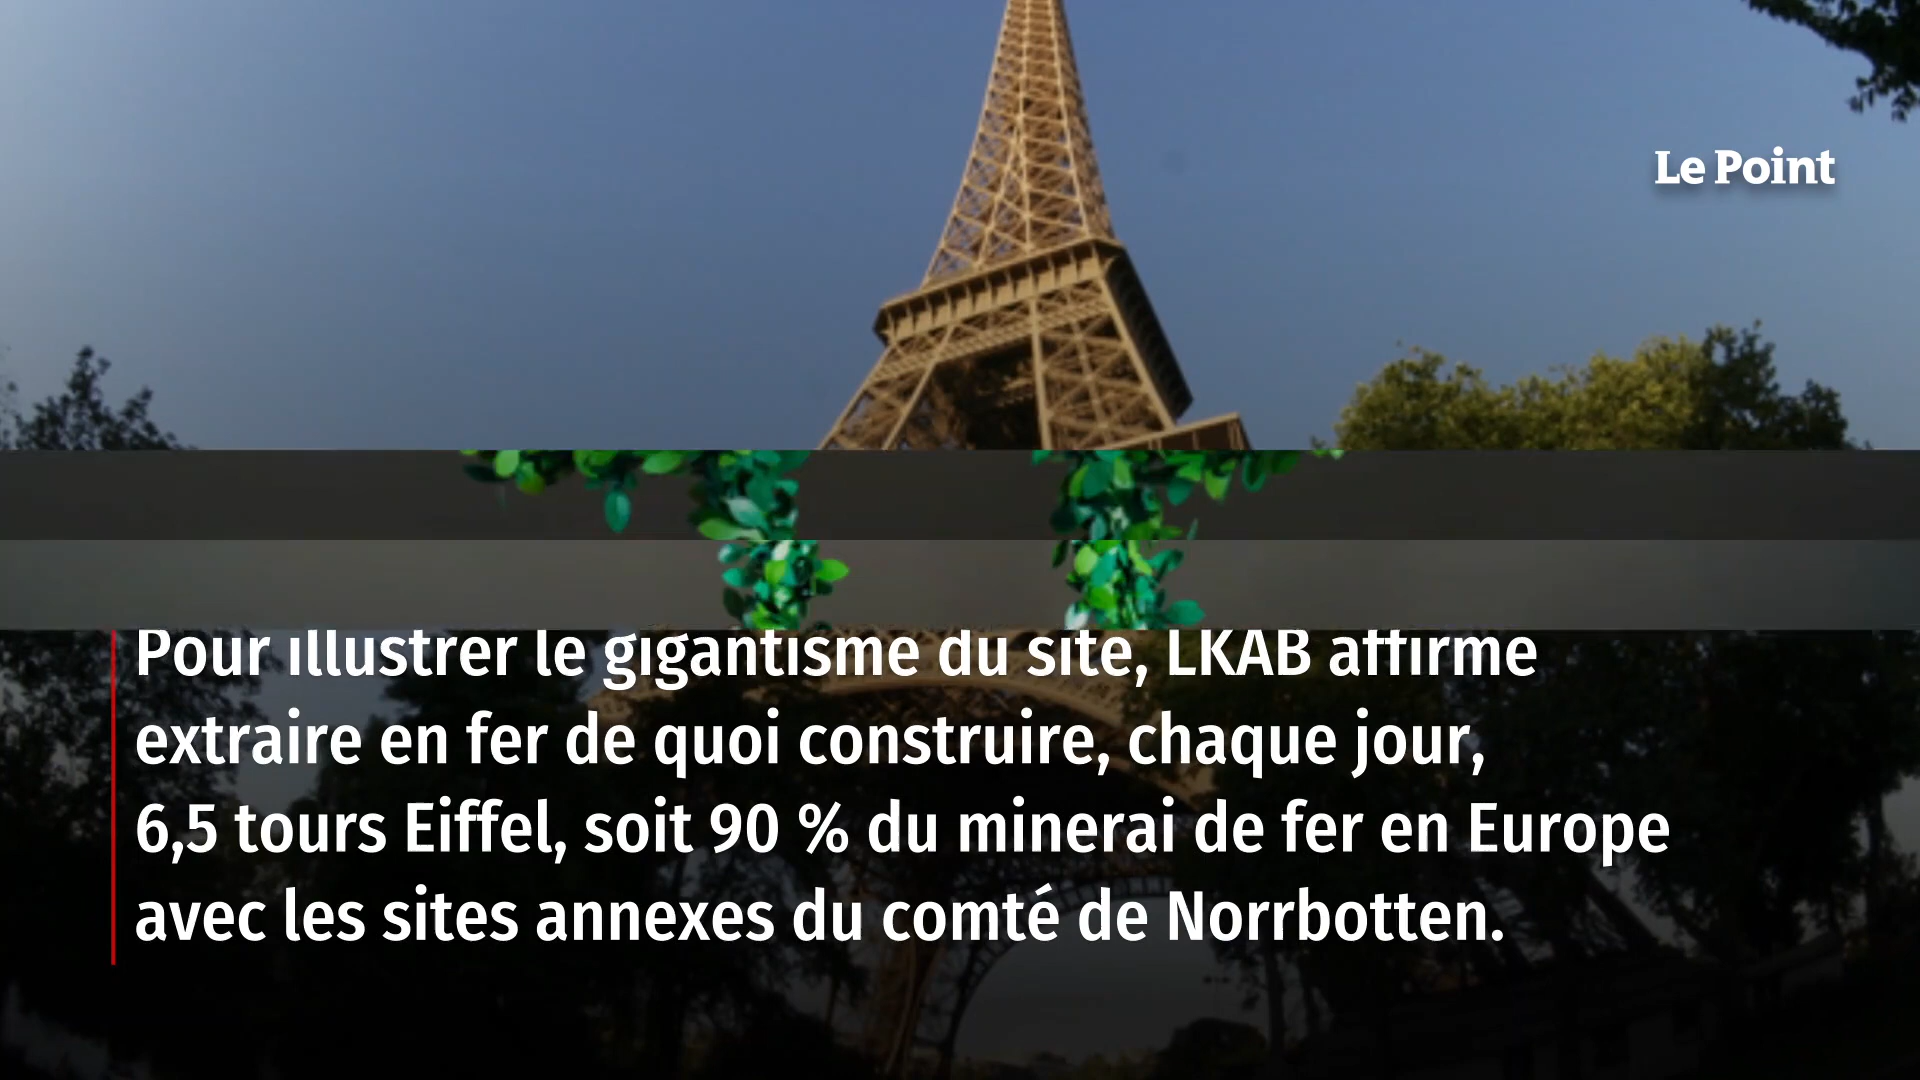 Le Point
Pour illustrer le gigantisme du site, LKAB affirme
extraire en fer de quoi construire, chaque jour,
6,5 tours Eiffel, soit 90 % du minerai de fer en Europe
avec les sites annexes du comté de Norrbotten.